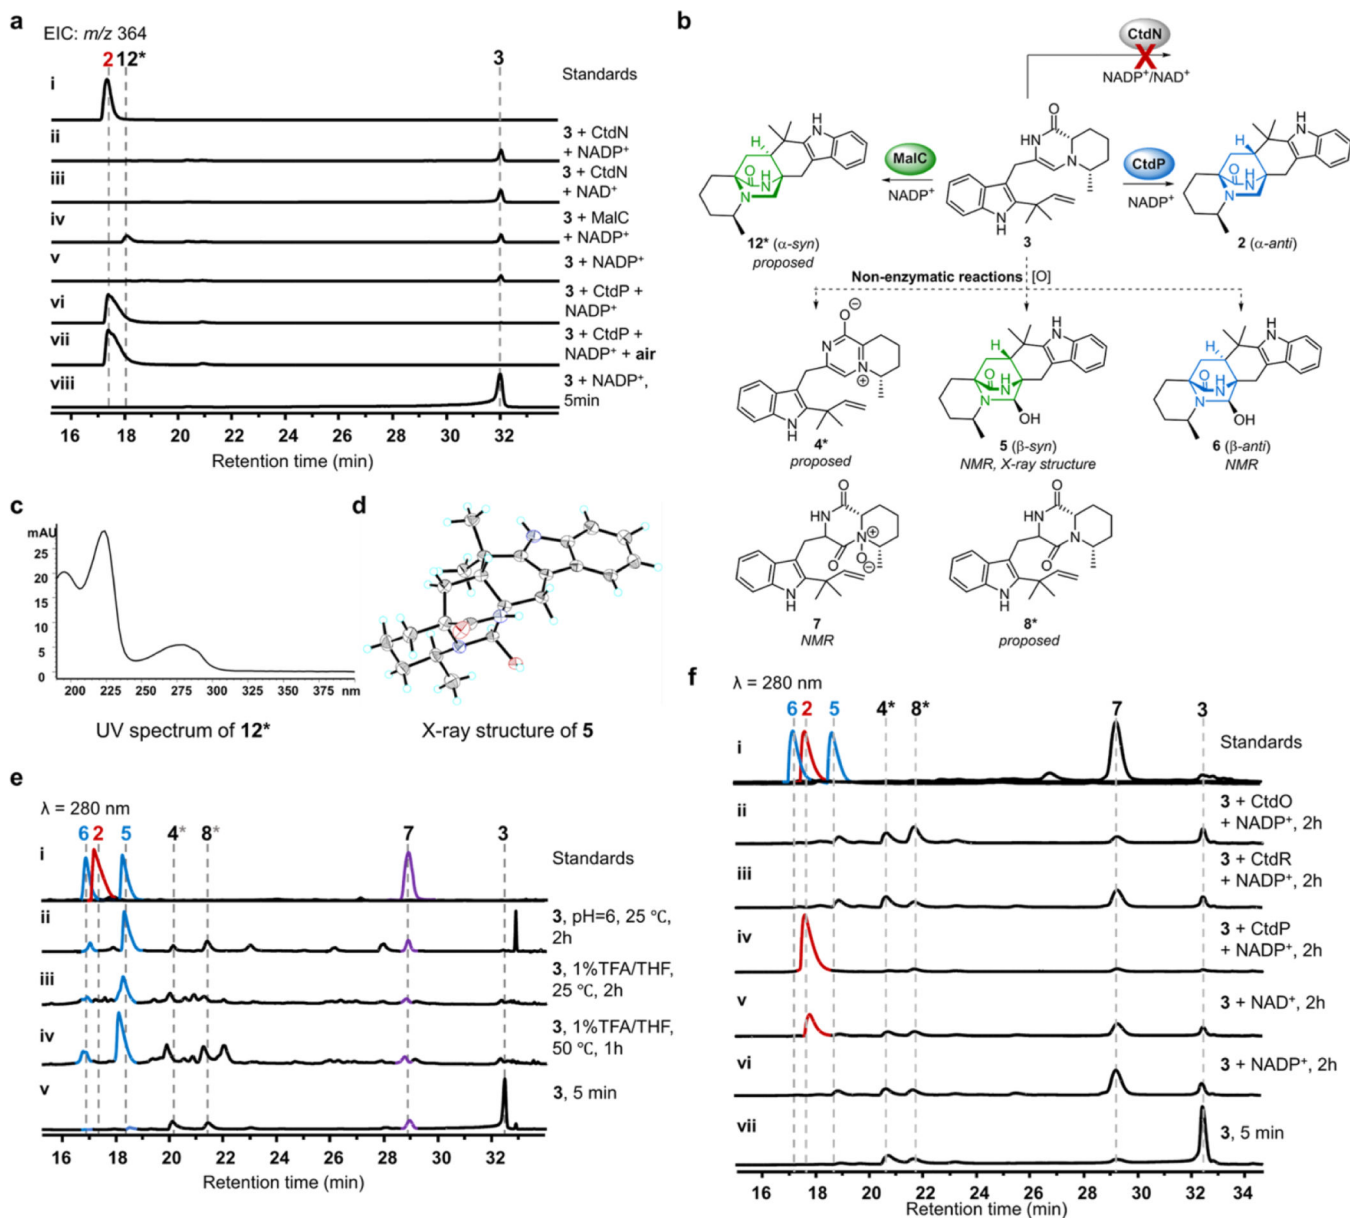 a
EIC: m/z 364
2 12* 3
Standards
i
ii
3 + CtdN
+ NADP⁺
iii
3 + CtdN
+ NAD⁺
iv
3 + MalC
+ NADP⁺
v
3 + NADP⁺
vi
3 + CtdP +
NADP⁺
vii
3 + CtdP +
NADP⁺ + air
viii
3 + NADP⁺,
5min
16 18 20 22 24 26 28 30 32
Retention time (min)
b
CtdN
X
NADP⁺/NAD⁺
MalC
NADP⁺
CtdP
NADP⁺
12* (α-syn)
proposed
3
2 (α-anti)
Non-enzymatic reactions [O]
4*
proposed
5 (β-syn)
NMR, X-ray structure
6 (β-anti)
NMR
7
NMR
8*
proposed
c
mAU
25
20
15
10
5
0
200 225 250 275 300 325 350 375 nm
UV spectrum of 12*
d
X-ray structure of 5
e
λ = 280 nm
6 2 5 4* 8* 7 3
Standards
i
ii
3, pH=6, 25 °C,
2h
iii
3, 1%TFA/THF,
25 °C, 2h
iv
3, 1%TFA/THF,
50 °C, 1h
v
3, 5 min
16 18 20 22 24 26 28 30 32
Retention time (min)
f
λ = 280 nm
6 2 5 4* 8* 7 3
i
Standards
ii
3 + CtdO
+ NADP⁺, 2h
iii
3 + CtdR
+ NADP⁺, 2h
iv
3 + CtdP
+ NADP⁺, 2h
v
3 + NAD⁺, 2h
vi
3 + NADP⁺, 2h
vii
3, 5 min
16 18 20 22 24 26 28 30 32 34
Retention time (min)